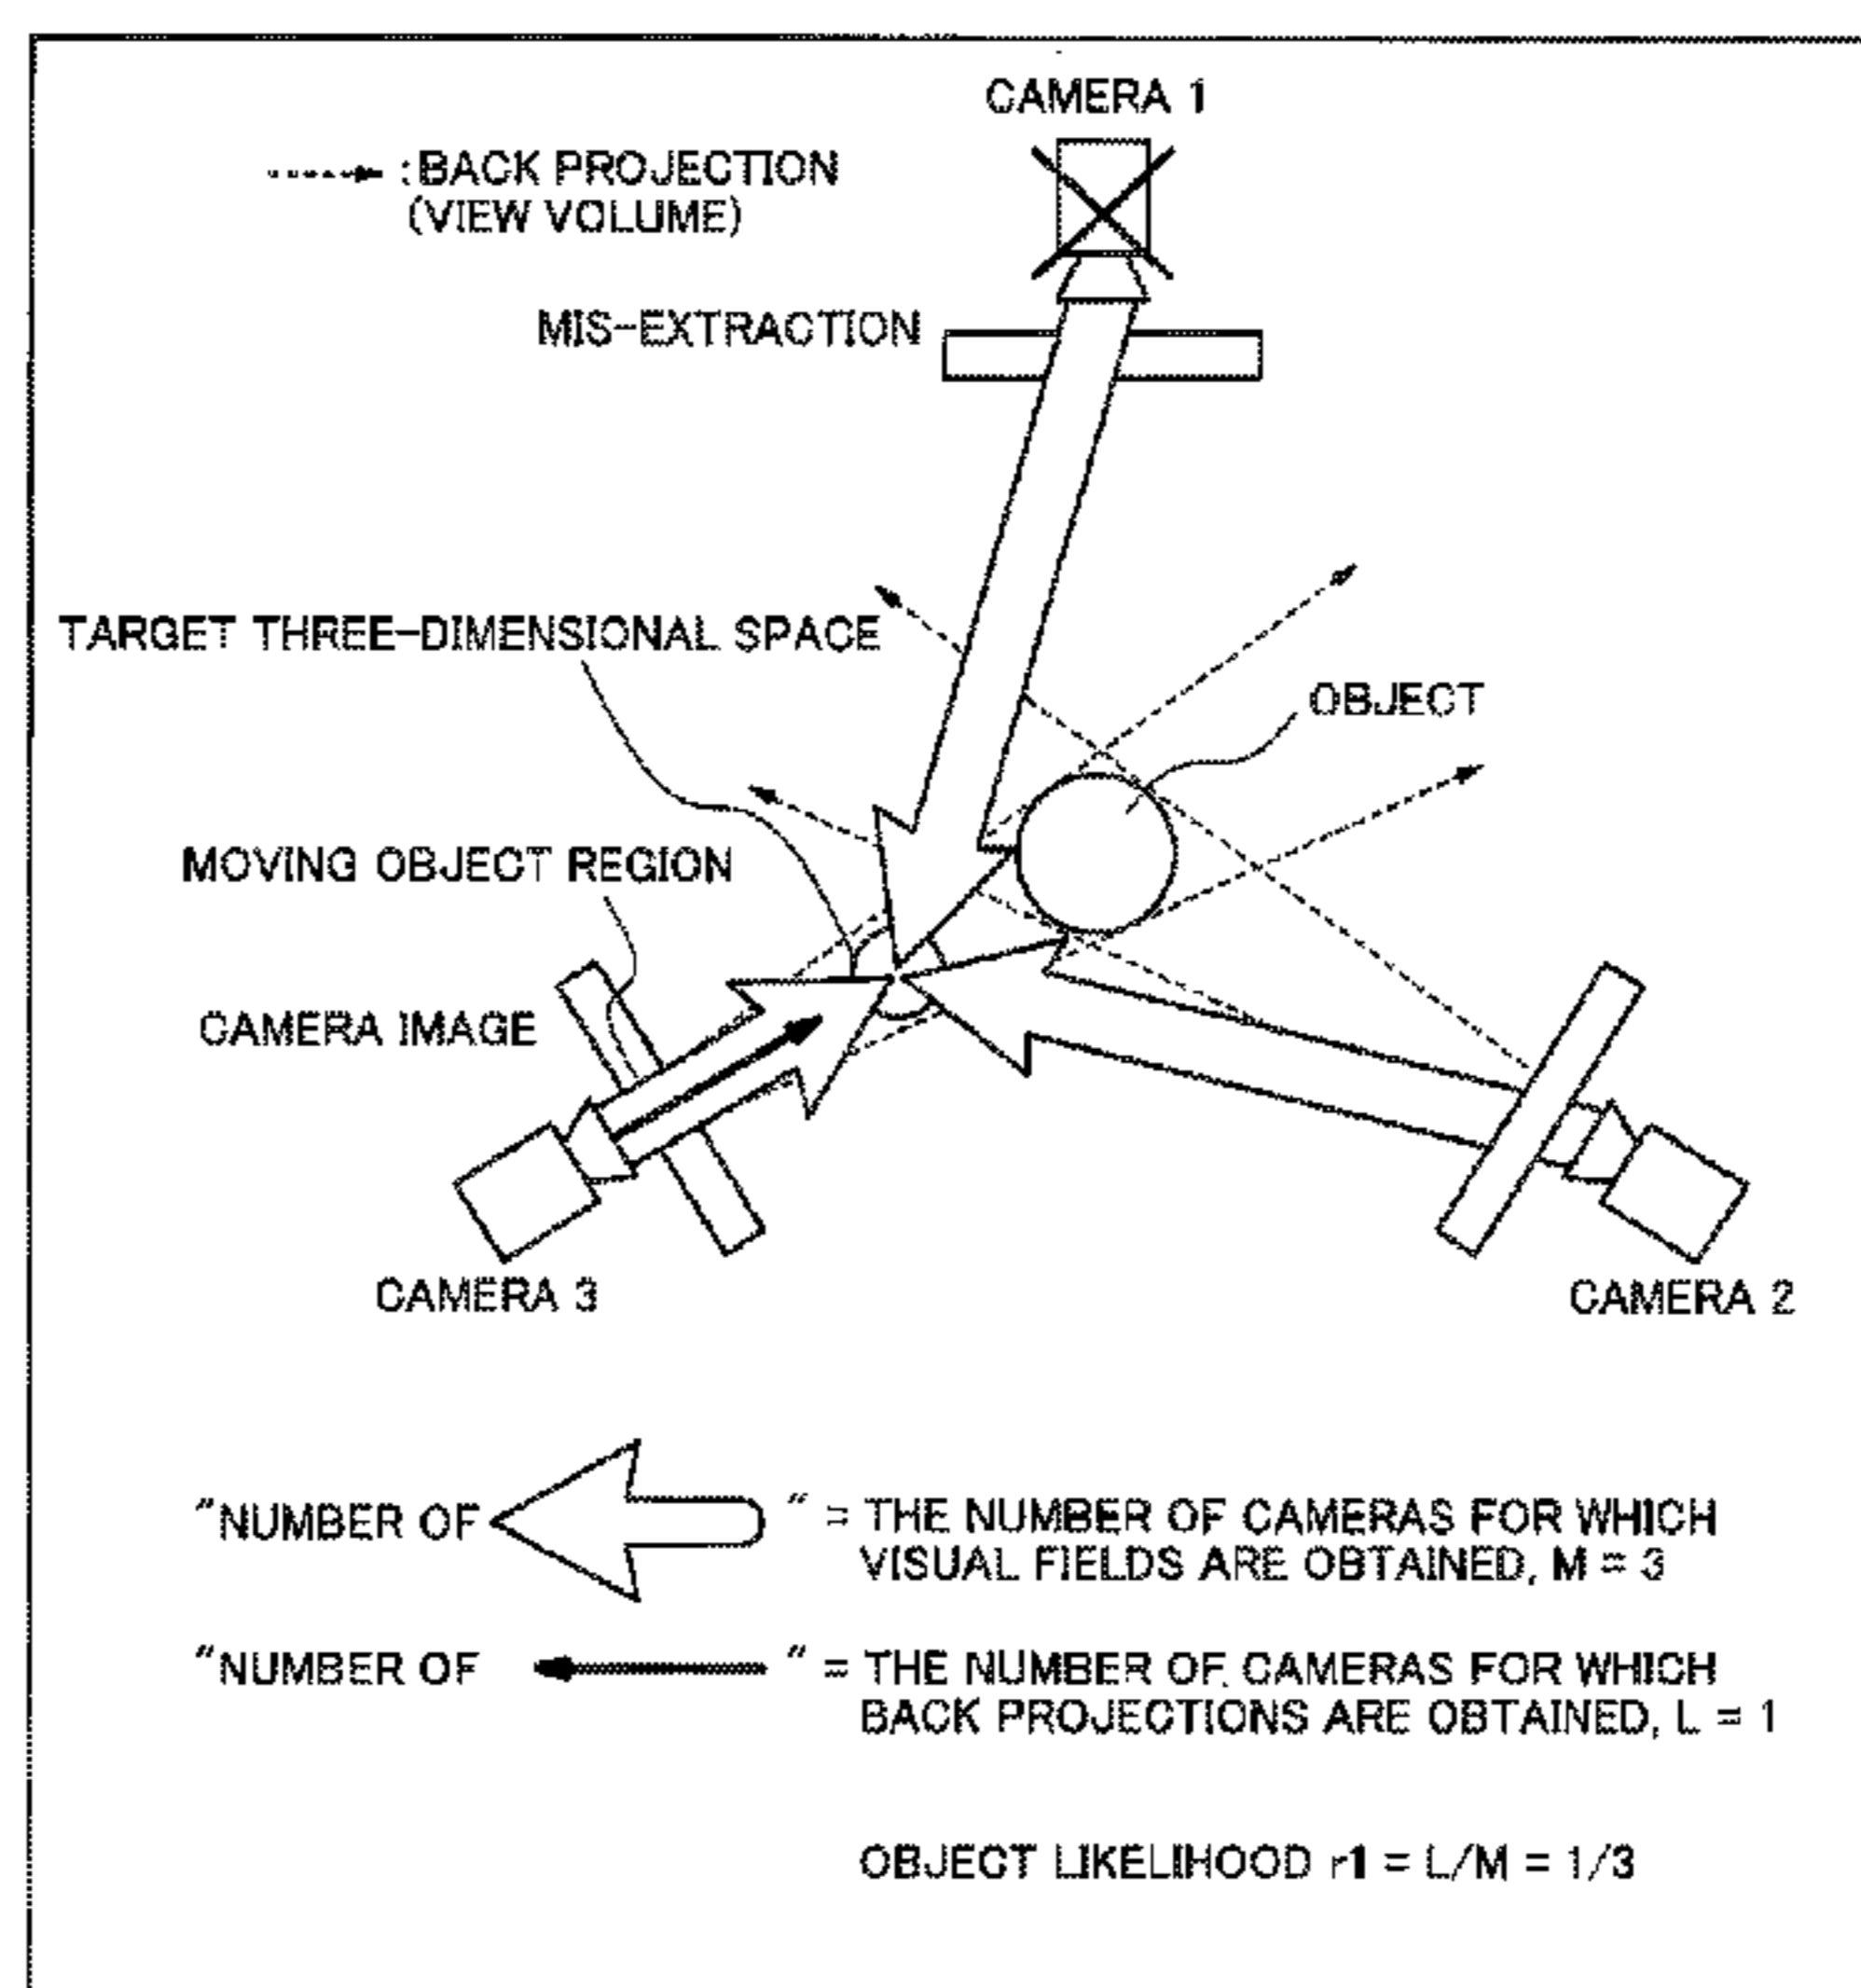 CAMERA 1
: BACK PROJECTION
(VIEW VOLUME)
MIS-EXTRACTION
TARGET THREE-DIMENSIONAL SPACE
OBJECT
MOVING OBJECT REGION
CAMERA IMAGE
CAMERA 3
CAMERA 2
"NUMBER OF " = THE NUMBER OF CAMERAS FOR WHICH
VISUAL FIELDS ARE OBTAINED, M = 3
"NUMBER OF " = THE NUMBER OF CAMERAS FOR WHICH
BACK PROJECTIONS ARE OBTAINED, L = 1
OBJECT LIKELIHOOD r1 = L/M = 1/3